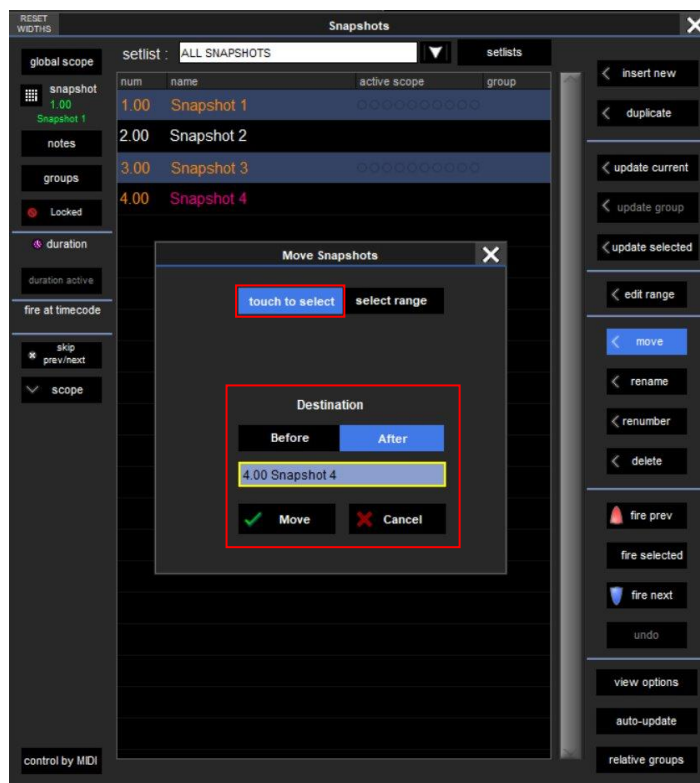 RESET
WIDTHS
Snapshots
global scope
snapshot
1.00
Snapshot 1
notes
groups
Locked
duration
duration active
fire at timecode
skip
prev/next
scope
control by MIDI
setlist : ALL SNAPSHOTS setlists
num name active scope group
1.00 Snapshot 1
2.00 Snapshot 2
3.00 Snapshot 3
4.00 Snapshot 4
Move Snapshots
touch to select select range
Destination
Before After
4.00 Snapshot 4
Move Cancel
insert new
duplicate
update current
update group
update selected
edit range
move
rename
renumber
delete
fire prev
fire selected
fire next
undo
view options
auto-update
relative groups